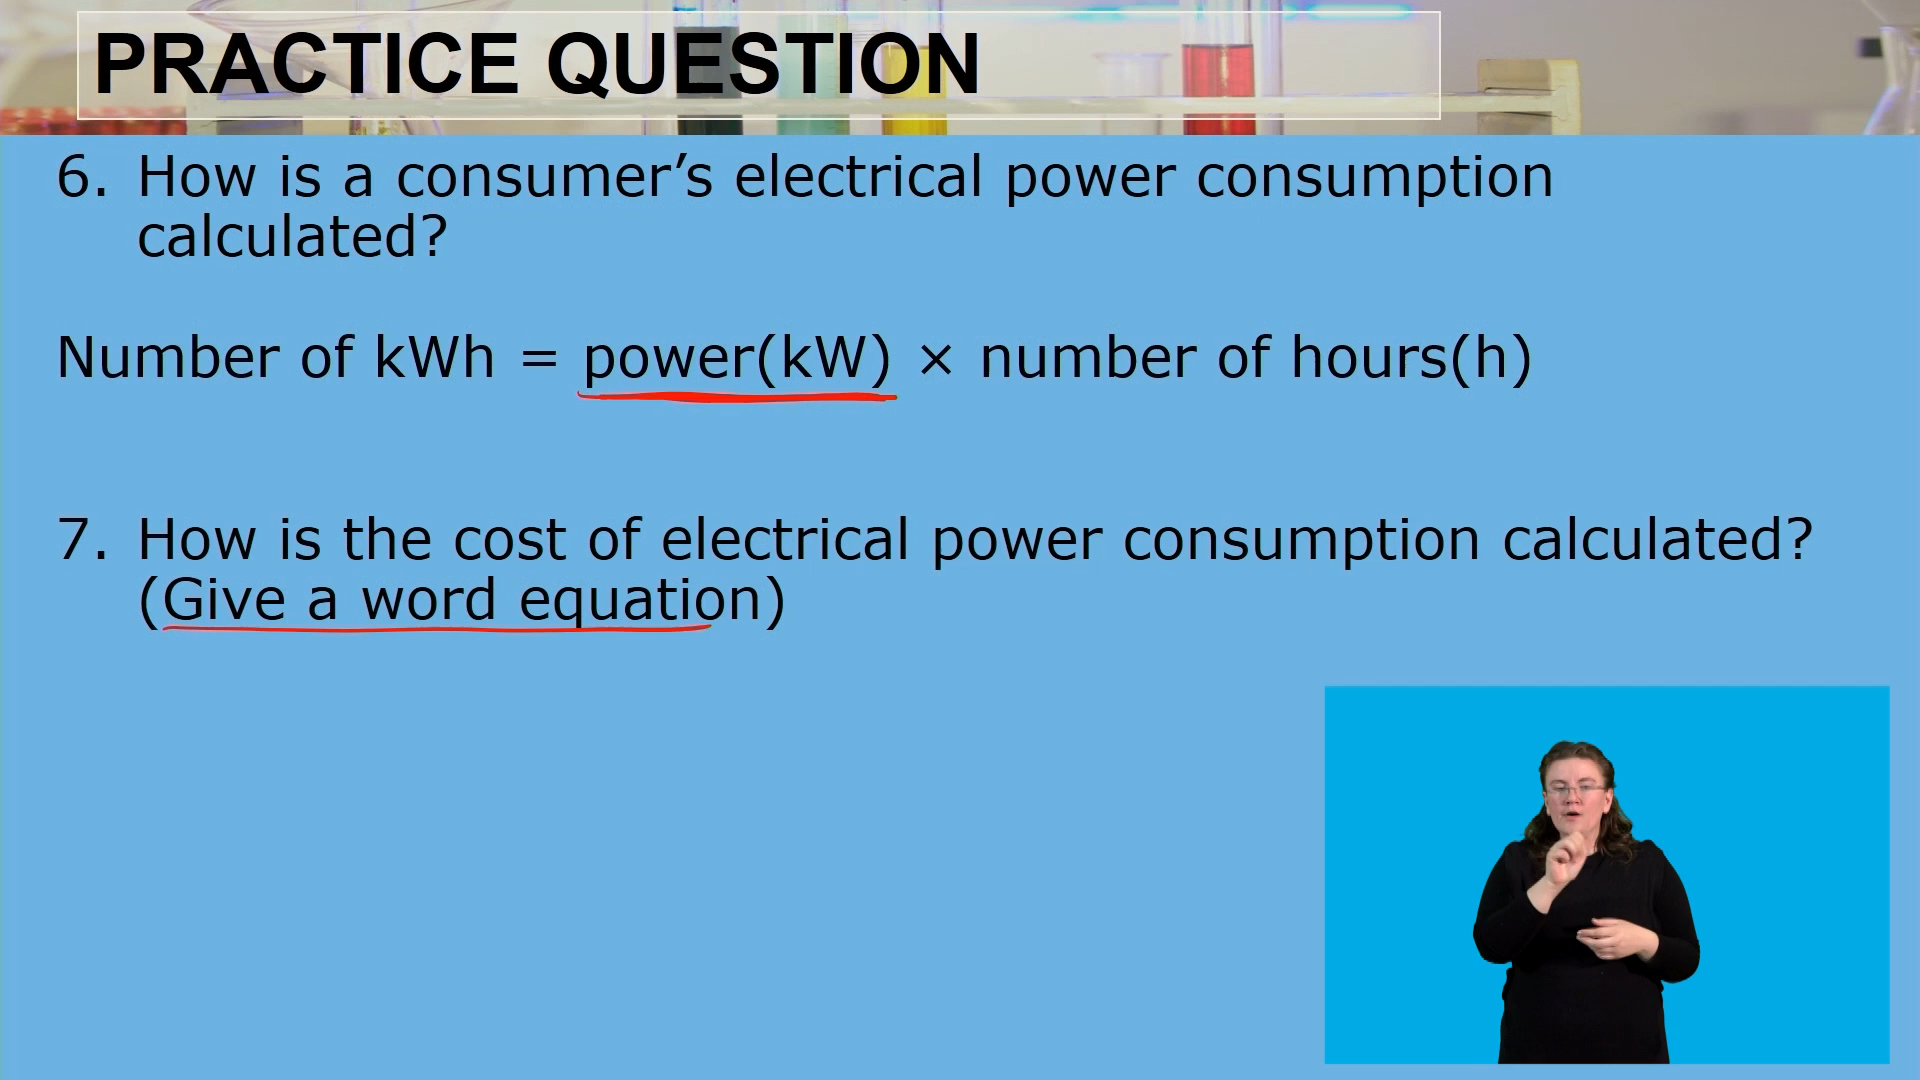 PRACTICE QUESTION
6. How is a consumer’s electrical power consumption
calculated?
Number of kWh = power(kW) × number of hours(h)
7. How is the cost of electrical power consumption calculated?
(Give a word equation)